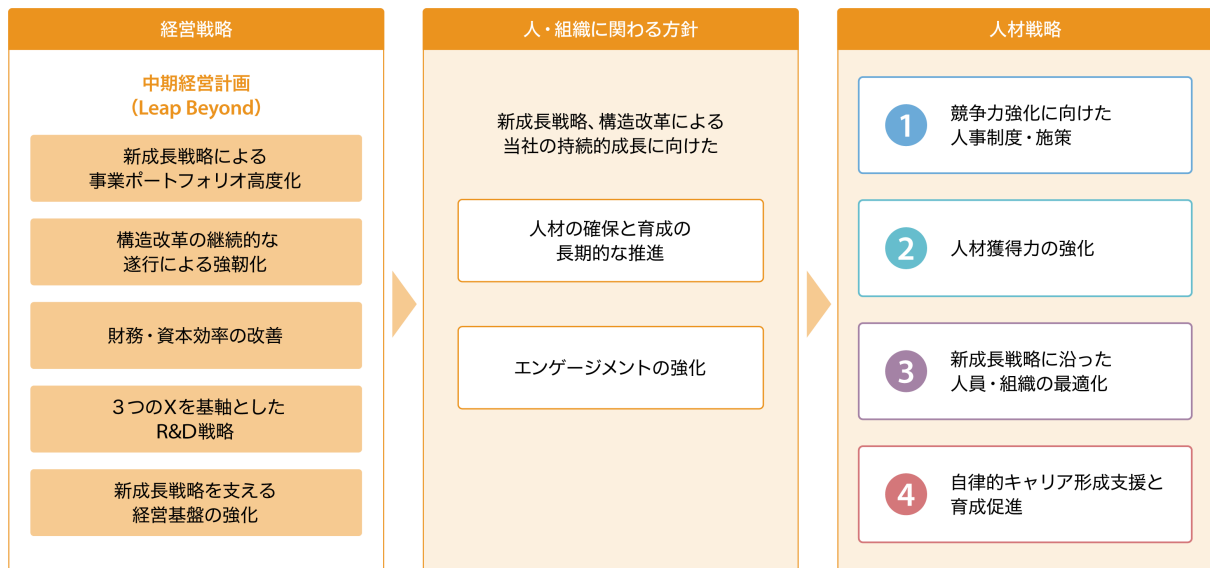 経営戦略
中期経営計画
（Leap Beyond）
新成長戦略による
事業ポートフォリオ高度化
構造改革の継続的な
遂行による強靭化
財務・資本効率の改善
３つのXを基軸とした
R&D戦略
新成長戦略を支える
経営基盤の強化
人・組織に関わる方針
新成長戦略、構造改革による
当社の持続的成長に向けた
人材の確保と育成の
長期的な推進
エンゲージメントの強化
人材戦略
1
競争力強化に向けた
人事制度・施策
2
人材獲得力の強化
3
新成長戦略に沿った
人員・組織の最適化
4
自律的キャリア形成支援と
育成促進